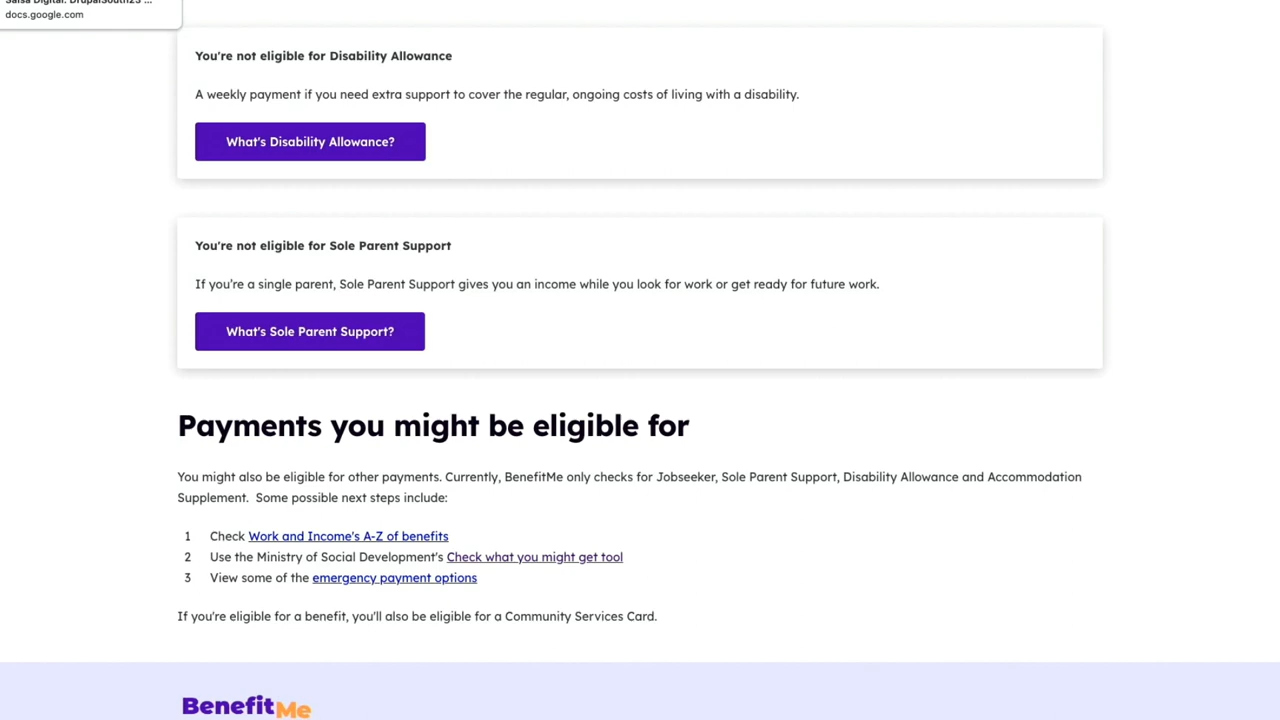 Salsa Digital: DrupalSouth23 ...
docs.google.com
You're not eligible for Disability Allowance
A weekly payment if you need extra support to cover the regular, ongoing costs of living with a disability.
What's Disability Allowance?
You're not eligible for Sole Parent Support
If you're a single parent, Sole Parent Support gives you an income while you look for work or get ready for future work.
What's Sole Parent Support?
Payments you might be eligible for
You might also be eligible for other payments. Currently, BenefitMe only checks for Jobseeker, Sole Parent Support, Disability Allowance and Accommodation
Supplement. Some possible next steps include:
1 Check Work and Income's A-Z of benefits
2 Use the Ministry of Social Development's Check what you might get tool
3 View some of the emergency payment options
If you're eligible for a benefit, you'll also be eligible for a Community Services Card.
BenefitMe